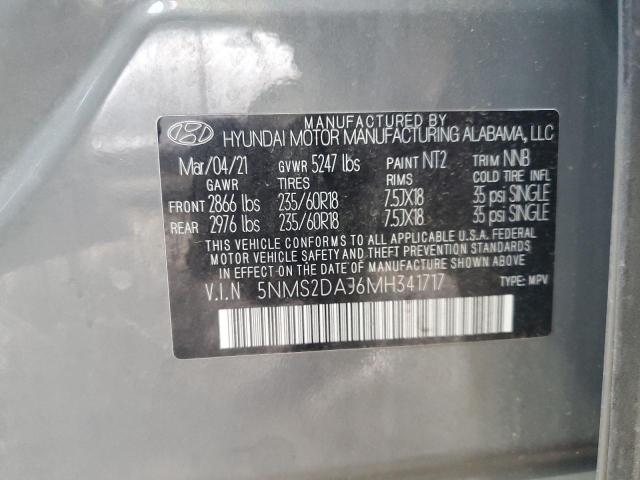 MANUFACTURED BY
HYUNDAI MOTOR MANUFACTURING ALABAMA, LLC
Mar/04/21 GVWR 5247 lbs PAINT NT2 TRIM NNB
GAWR TIRES RIMS COLD TIRE INFL
FRONT 2866 lbs 235/60R18 7.5JX18 35 psi SINGLE
REAR 2976 lbs 235/60R18 7.5JX18 35 psi SINGLE
THIS VEHICLE CONFORMS TO ALL APPLICABLE U.S.A. FEDERAL
MOTOR VEHICLE SAFETY AND THEFT PREVENTION STANDARDS
IN EFFECT ON THE DATE OF MANUFACTURE SHOWN ABOVE.
V.I.N 5NMS2DAJ6MH341717 TYPE: MPV